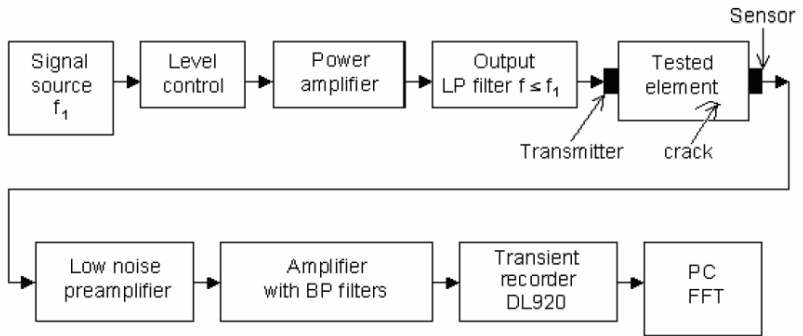 Sensor
Signal
source
f₁
Level
control
Power
amplifier
Output
LP filter f ≤ f₁
Tested
element
Transmitter
crack
Low noise
preamplifier
Amplifier
with BP filters
Transient
recorder
DL920
PC
FFT